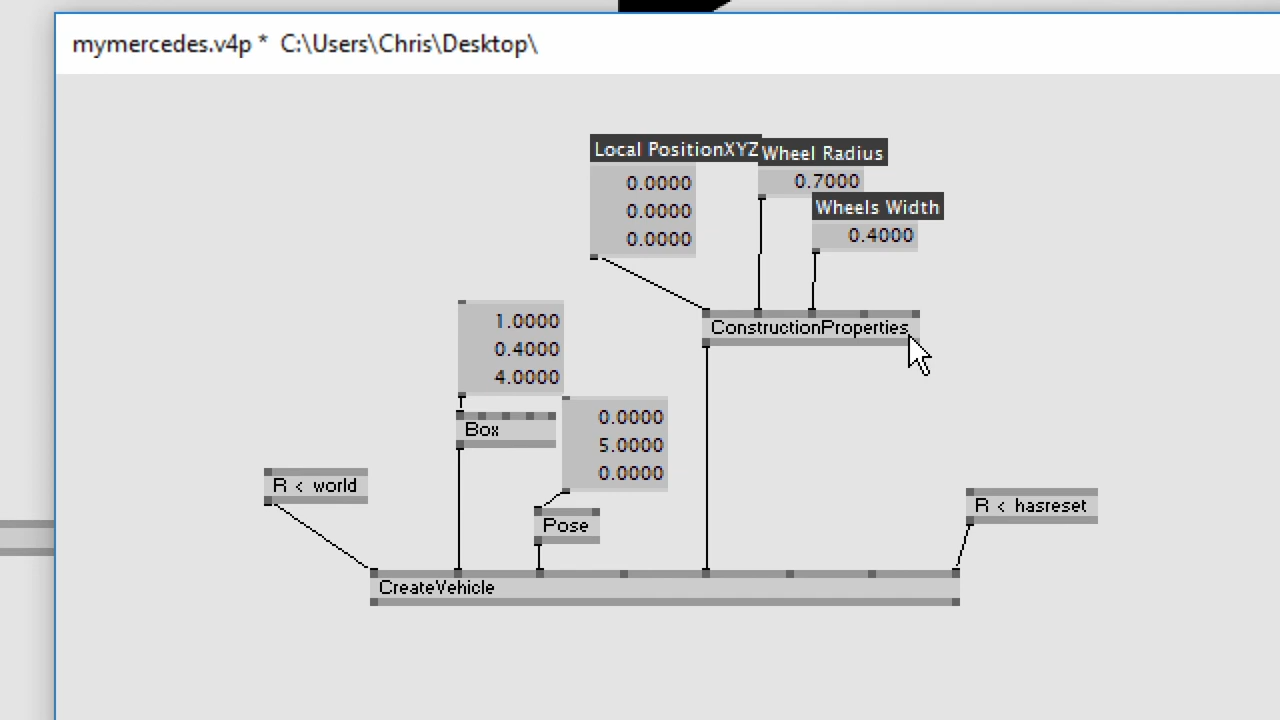 mymercedes.v4p * C:\Users\Chris\Desktop\
Local PositionXYZ
Wheel Radius
0.0000
0.7000
0.0000
Wheels Width
0.0000
0.4000
1.0000
ConstructionProperties
0.4000
4.0000
0.0000
Box
5.0000
0.0000
R < world
R < hasreset
Pose
CreateVehicle